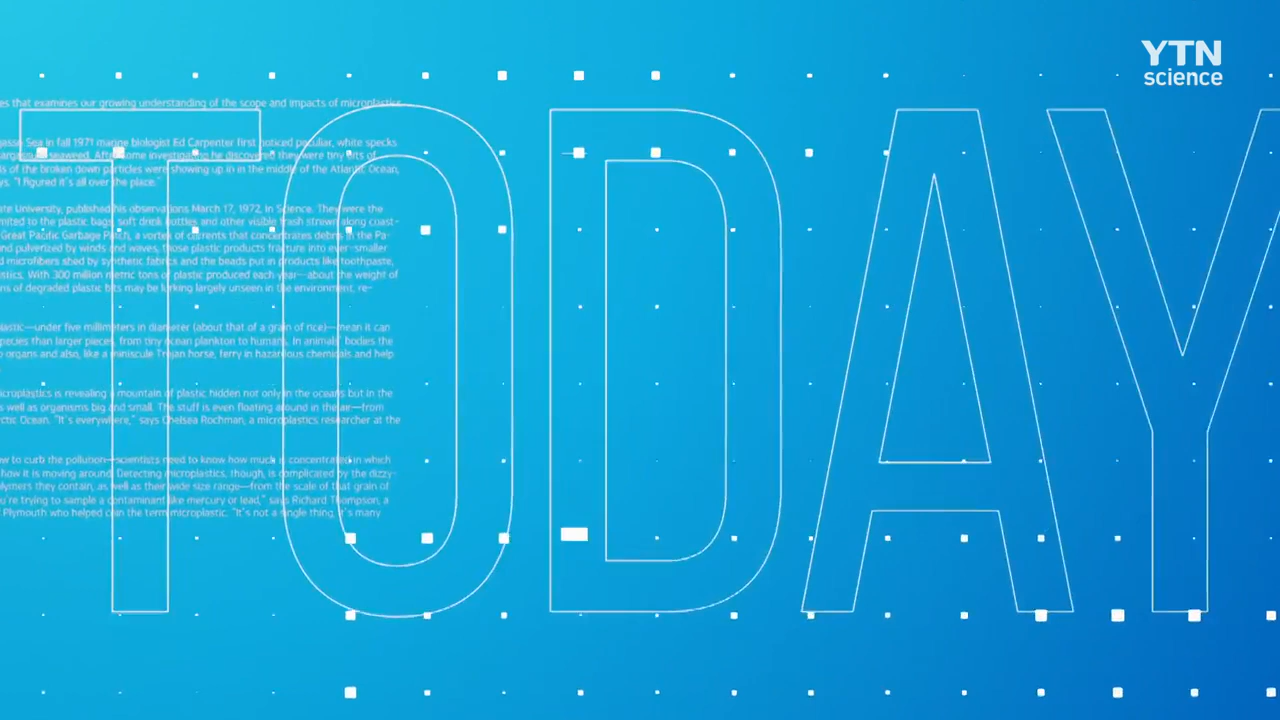 YTN
science
TODAY
es that examines our growing understanding of the scope and impacts of microplastics
gasso Sea in fall 1971 marine biologist Ed Carpenter first noticed peculiar, white specks
argassum seaweed. After some investigating he discovered they were tiny bits of
is of the broken down particles were showing up in in the middle of the Atlantic Ocean,
ys. "I figured it's all over the place."
ate University, published his observations March 17, 1972, in Science. They were the
mited to the plastic bags, soft drink bottles and other visible trash strewn along coast-
Great Pacific Garbage Patch, a vortex of currents that concentrates debris in the Pa-
nd pulverized by winds and waves, those plastic products fracture into ever-smaller
d microfibers shed by synthetic fabrics and the beads put in products like toothpaste,
astics. With 300 million metric tons of plastic produced each year—about the weight of
ns of degraded plastic bits may be lurking largely unseen in the environment, re-
plastic—under five millimeters in diameter (about that of a grain of rice)—mean it can
species than larger pieces, from tiny ocean plankton to humans. In animals' bodies the
o organs and also, like a miniscule Trojan horse, ferry in hazardous chemicals and help
icroplastics is revealing a mountain of plastic hidden not only in the oceans but in the
s well as organisms big and small. The stuff is even floating around in the air—from
ctic Ocean. "It's everywhere," says Chelsea Rochman, a microplastics researcher at the
ow to curb the pollution—scientists need to know how much is concentrated in which
how it is moving around. Detecting microplastics, though, is complicated by the dizzy-
olymers they contain, as well as their wide size range—from the scale of that grain of
u're trying to sample a contaminant like mercury or lead," says Richard Thompson, a
Plymouth who helped coin the term microplastic. "It's not a single thing, it's many